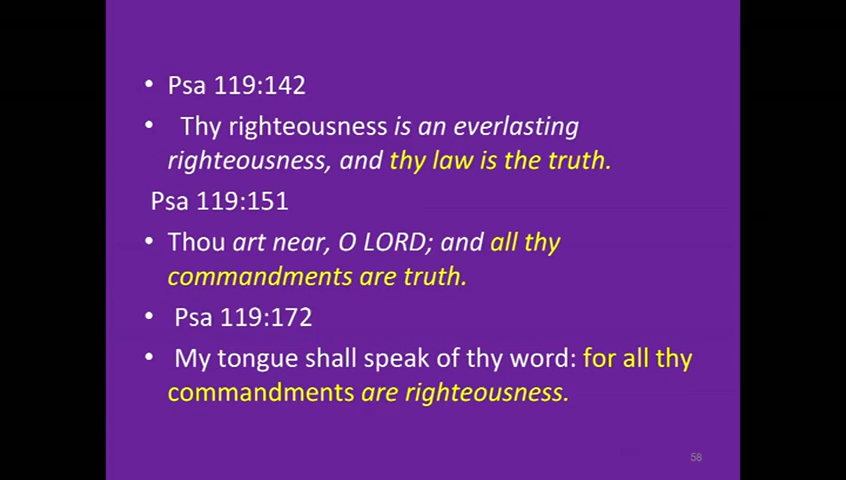 • Psa 119:142
• Thy righteousness is an everlasting
righteousness, and thy law is the truth.
Psa 119:151
• Thou art near, O LORD; and all thy
commandments are truth.
• Psa 119:172
• My tongue shall speak of thy word: for all thy
commandments are righteousness.
58